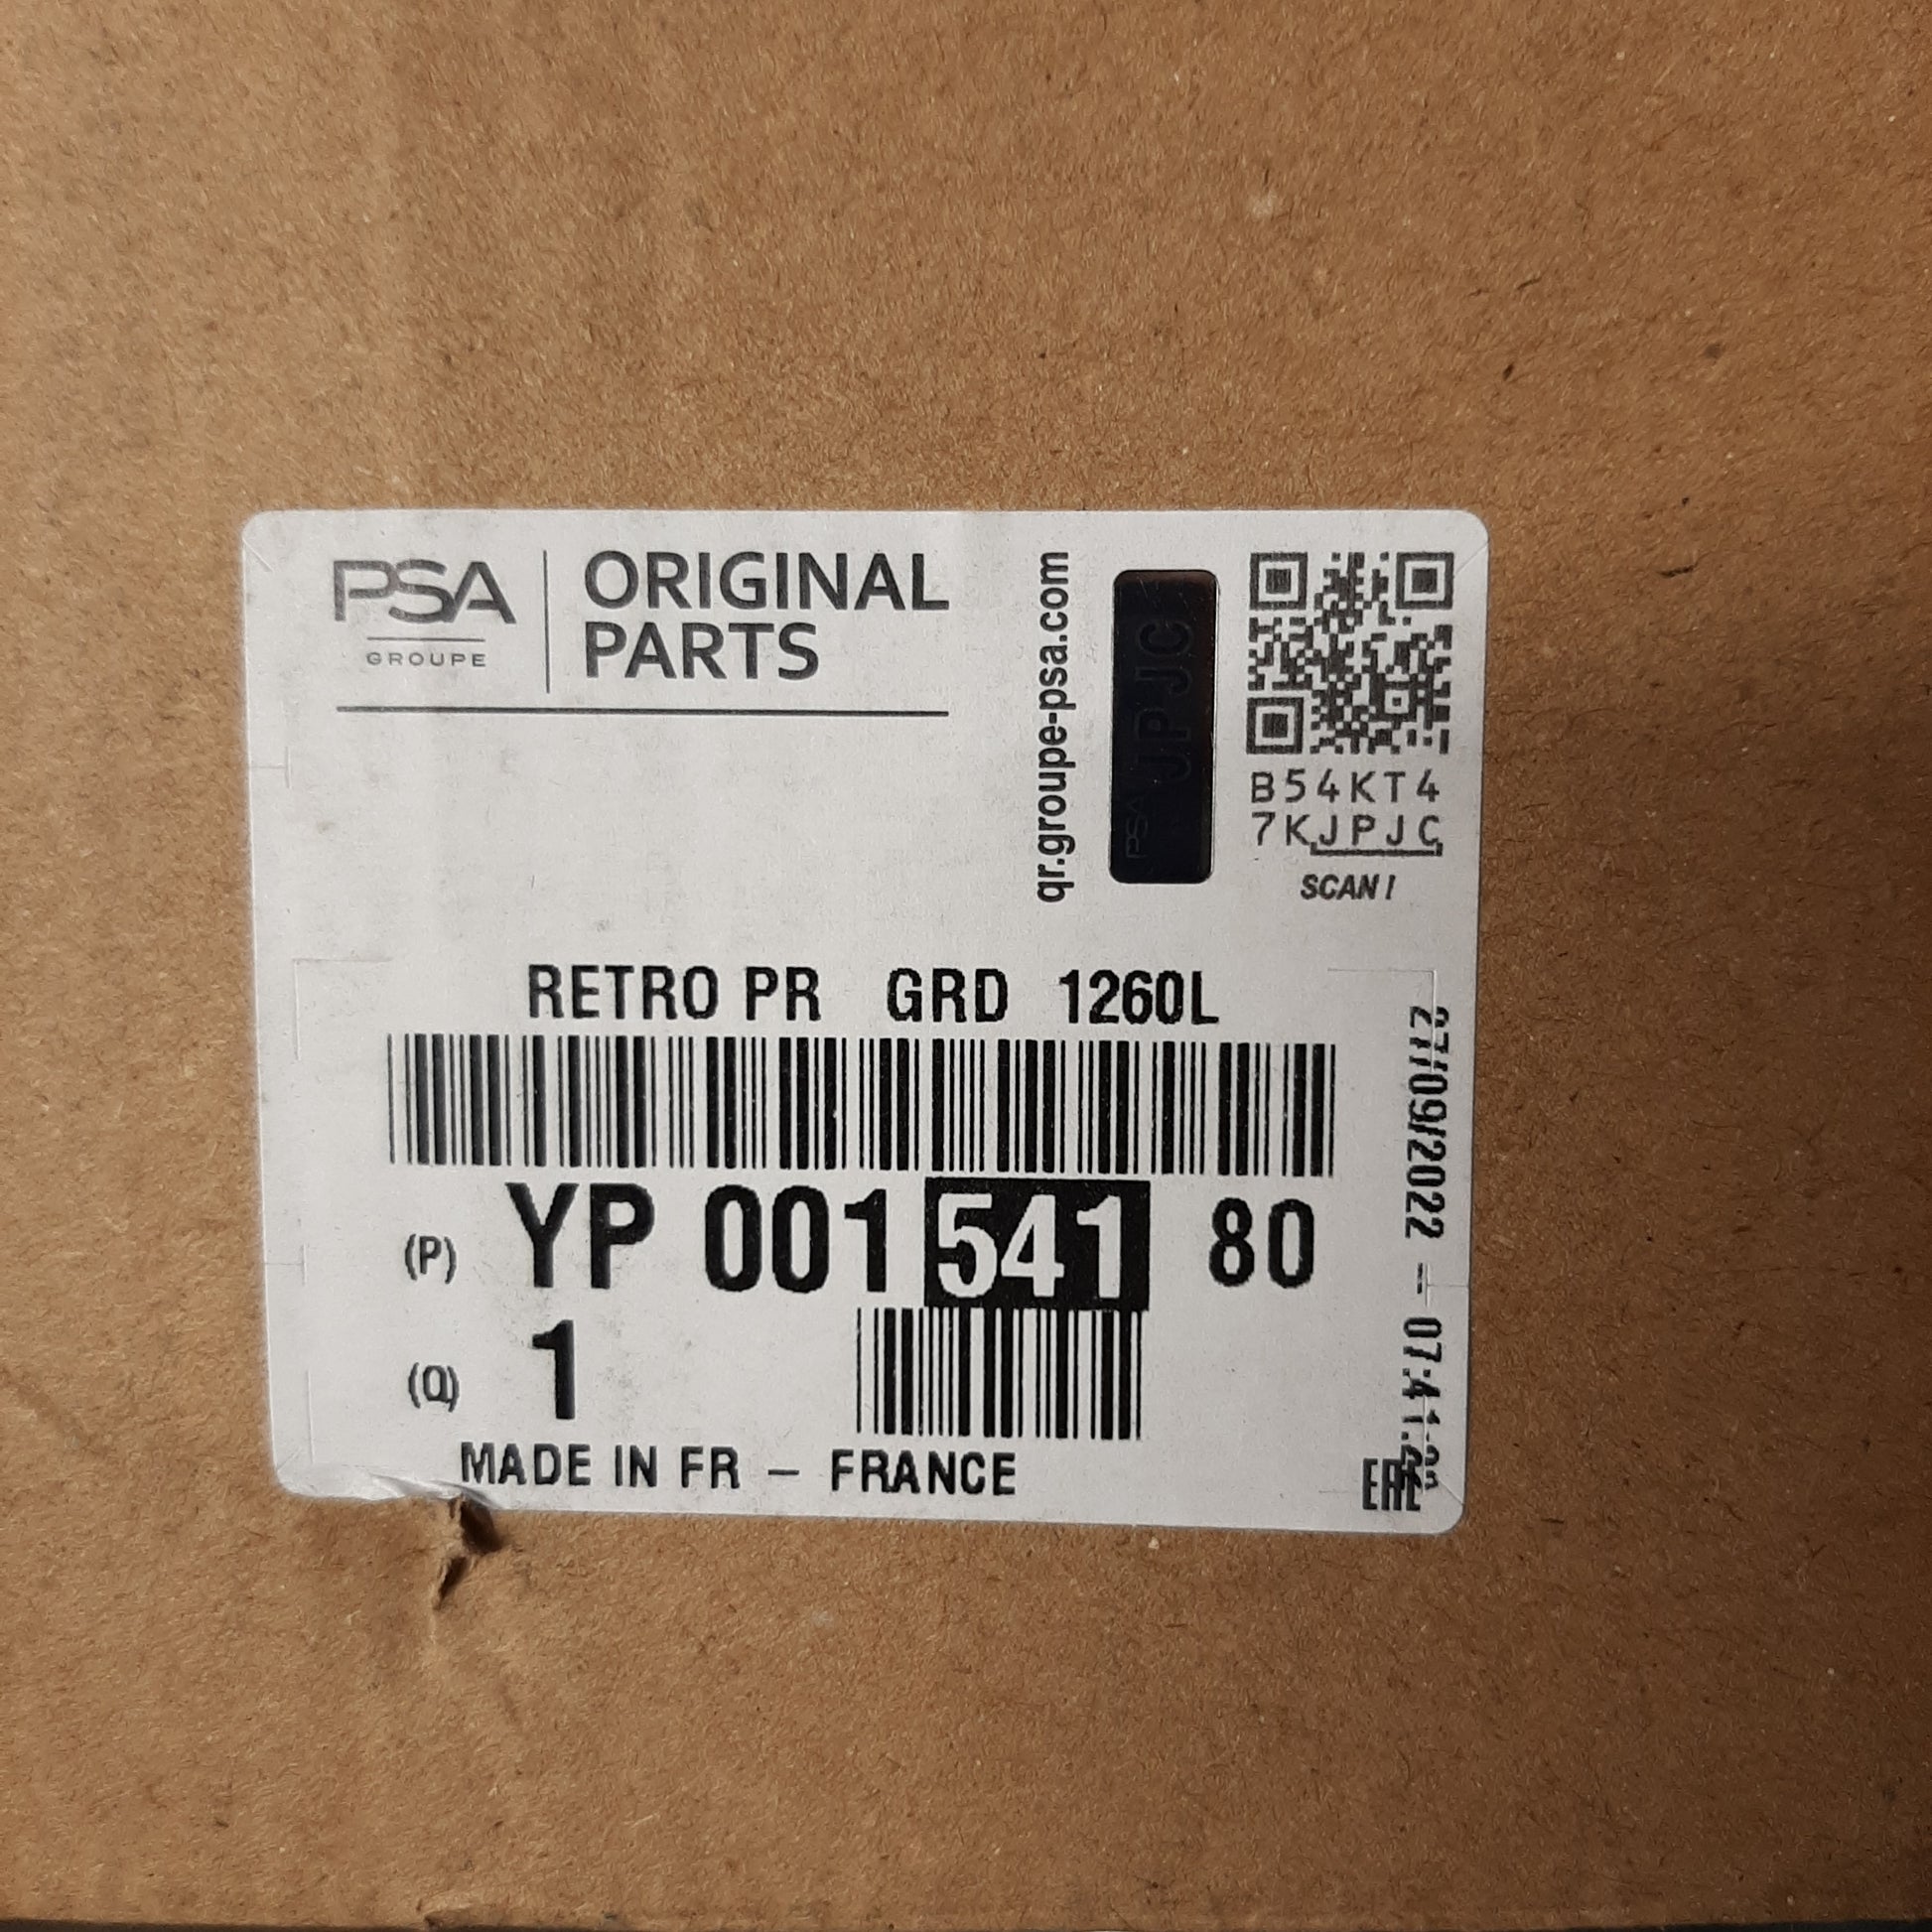 PSA
GROUPE
ORIGINAL
PARTS
qr.groupe-psa.com
PSA JPJC
B54KT4
7KJPJC
SCAN!
RETRO PR GRD 1260L
(P) YP 001 541 80
(Q) 1
MADE IN FR - FRANCE
27/09/2022 - 07:41
EAC